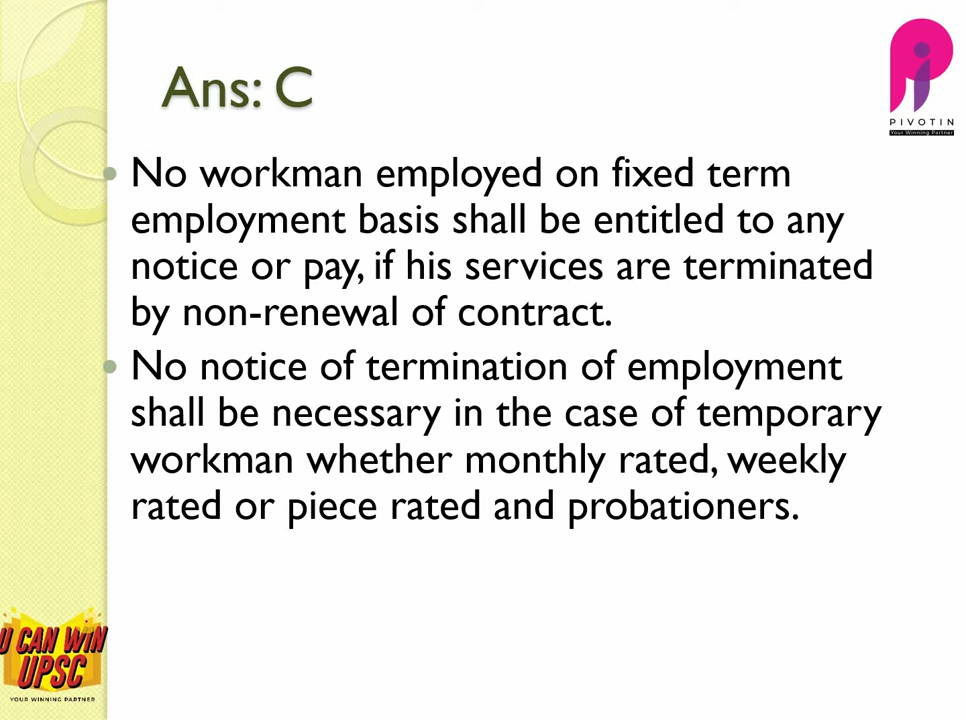 Ans: C
PIVOTIN
Your Winning Partner
No workman employed on fixed term
employment basis shall be entitled to any
notice or pay, if his services are terminated
by non-renewal of contract.
No notice of termination of employment
shall be necessary in the case of temporary
workman whether monthly rated, weekly
rated or piece rated and probationers.
U CAN WIN
UPSC
YOUR WINNING PARTNER